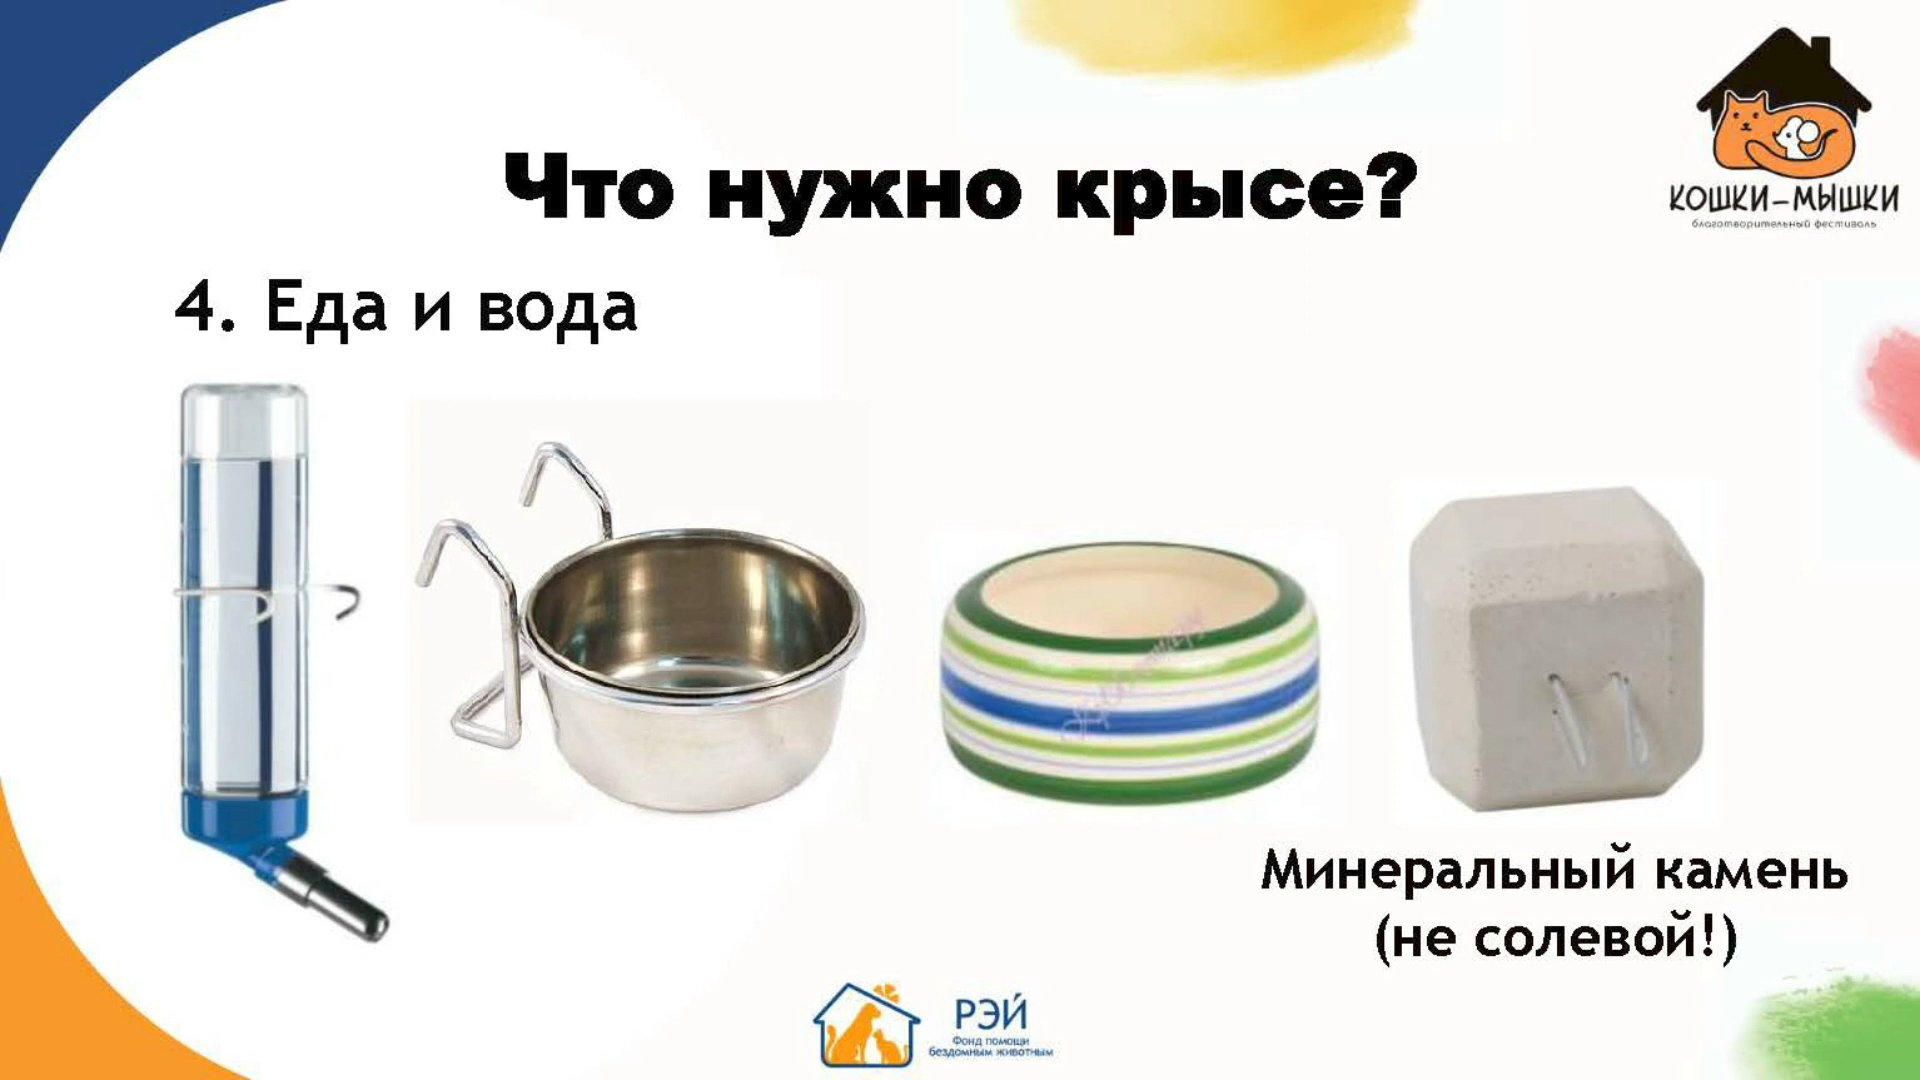 КОШКИ-МЫШКИ
благотворительный фестиваль
Что нужно крысе?
4. Еда и вода
Минеральный камень
(не солевой!)
РЭЙ
Фонд помощи
бездомным животным